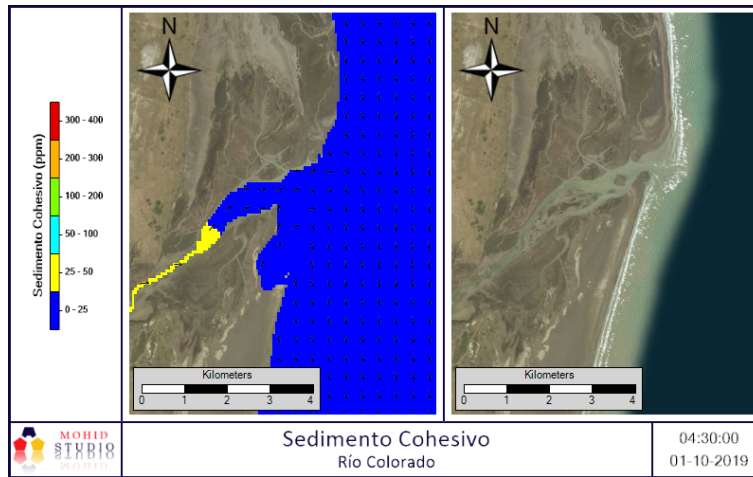 Sedimento Cohesivo (ppm)
300 - 400
200 - 300
100 - 200
50 - 100
25 - 50
0 - 25
N
Kilometers
0 1 2 3 4
N
Kilometers
0 1 2 3 4
MOHID
STUDIO
Sedimento Cohesivo
Río Colorado
04:30:00
01-10-2019